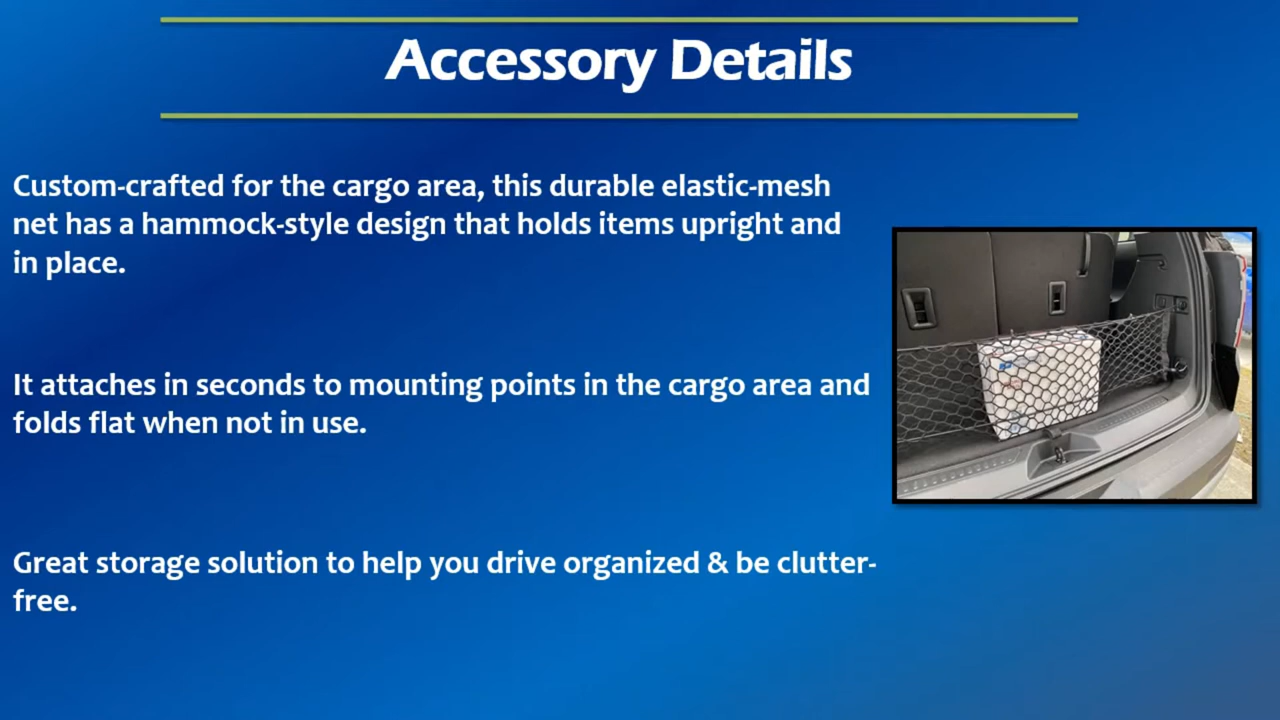 Accessory Details
Custom-crafted for the cargo area, this durable elastic-mesh
net has a hammock-style design that holds items upright and
in place.
It attaches in seconds to mounting points in the cargo area and
folds flat when not in use.
Great storage solution to help you drive organized & be clutter-
free.